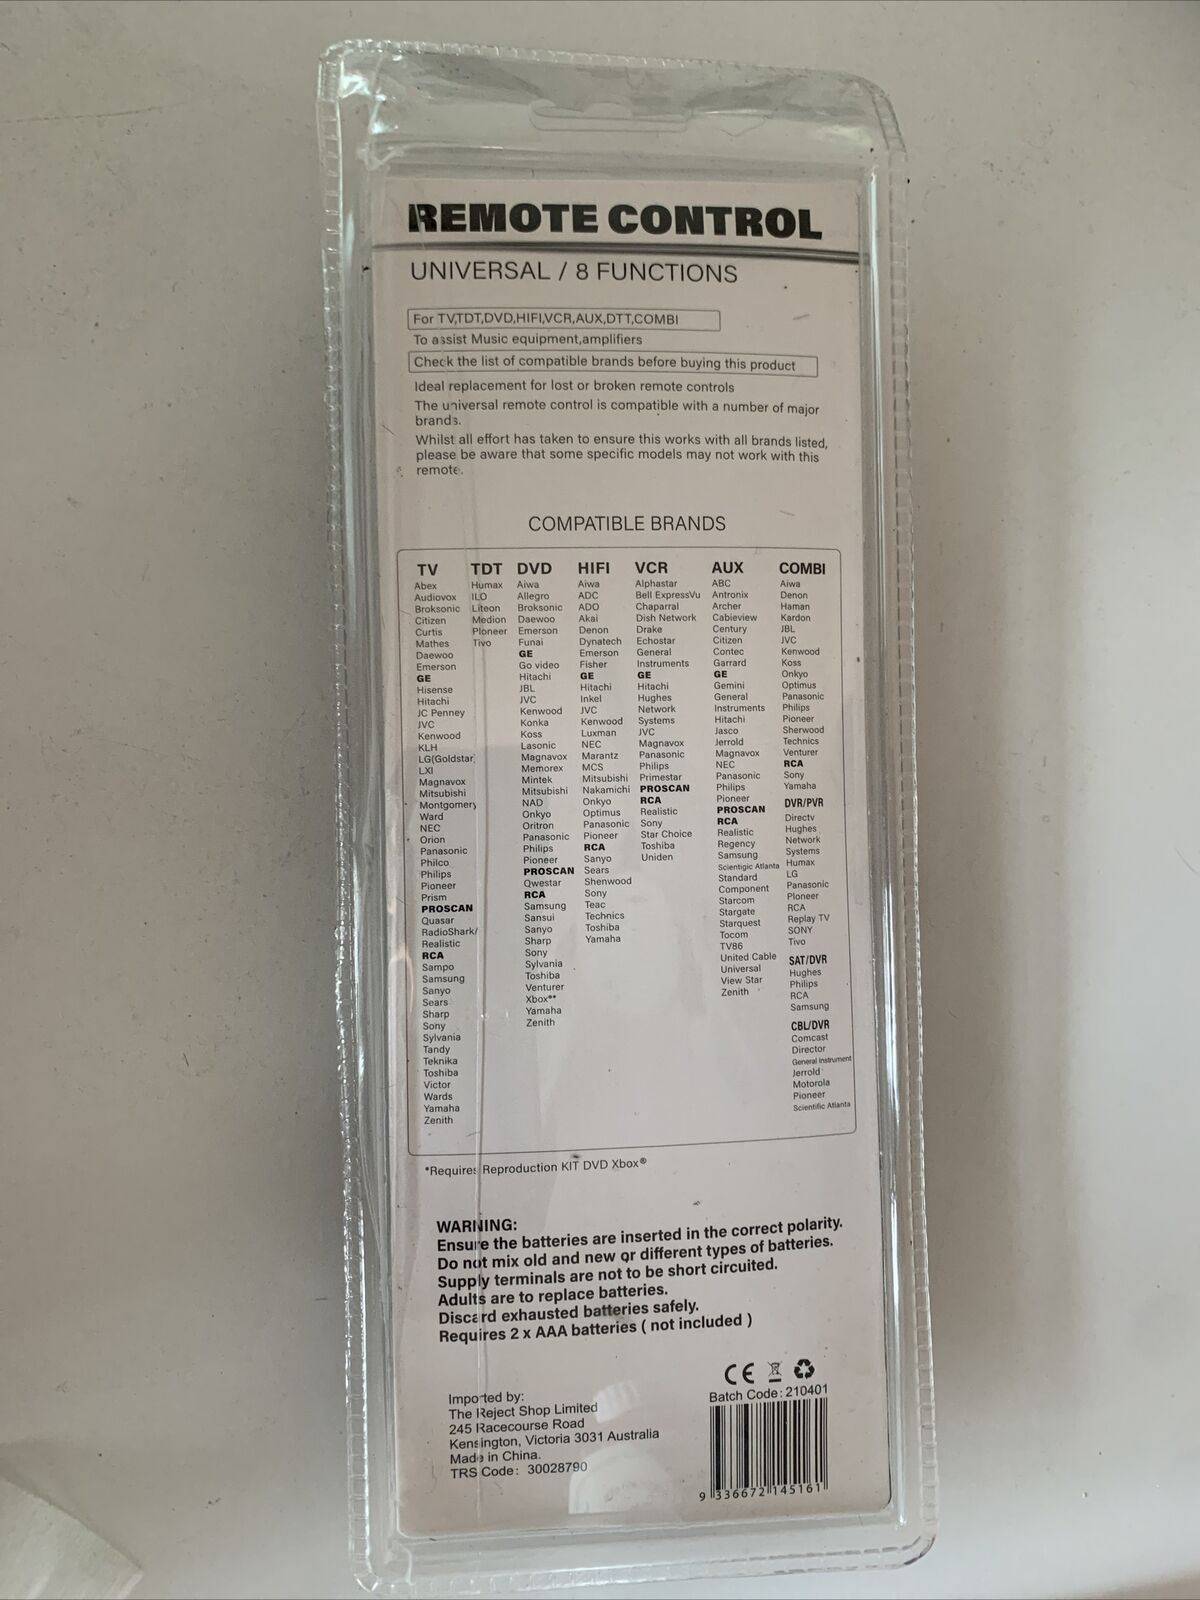 REMOTE CONTROL
UNIVERSAL / 8 FUNCTIONS
For TV,TDT,DVD,HIFI,VCR,AUX,DTT,COMBI
To assist Music equipment,amplifiers
Check the list of compatible brands before buying this product
Ideal replacement for lost or broken remote controls
The universal remote control is compatible with a number of major
brands.
Whilst all effort has taken to ensure this works with all brands listed,
please be aware that some specific models may not work with this
remote.
COMPATIBLE BRANDS
TV
Abex
Audiovox
Broksonic
Citizen
Curtis
Mathes
Daewoo
Emerson
GE
Hisense
Hitachi
JC Penney
JVC
Kenwood
KLH
LG(Goldstar)
LXI
Magnavox
Mitsubishi
Montgomery
Ward
NEC
Orion
Panasonic
Philco
Philips
Pioneer
Prism
PROSCAN
Quasar
RadioShark/
Realistic
RCA
Sampo
Samsung
Sanyo
Sears
Sharp
Sony
Sylvania
Tandy
Teknika
Toshiba
Victor
Wards
Yamaha
Zenith
TDT
Humax
ILO
Liteon
Medion
Pioneer
Tivo
DVD
Aiwa
Allegro
Broksonic
Daewoo
Emerson
Funai
GE
Go video
Hitachi
JBL
JVC
Kenwood
Konka
Koss
Lasonic
Magnavox
Memorex
Mintek
Mitsubishi
NAD
Onkyo
Oritron
Panasonic
Philips
Pioneer
PROSCAN
Qwestar
RCA
Samsung
Sansui
Sanyo
Sharp
Sony
Sylvania
Toshiba
Venturer
Xbox**
Yamaha
Zenith
HIFI
Aiwa
ADC
ADO
Akai
Denon
Dynatech
Emerson
Fisher
GE
Hitachi
Inkel
JVC
Kenwood
Luxman
NEC
Marantz
MCS
Mitsubishi
Nakamichi
Onkyo
Optimus
Panasonic
Pioneer
RCA
Sanyo
Sears
Shenwood
Sony
Teac
Technics
Toshiba
Yamaha
VCR
Alphastar
Bell ExpressVu
Chaparral
Dish Network
Drake
Echostar
General
Instruments
GE
Hitachi
Hughes
Network
Systems
JVC
Magnavox
Panasonic
Philips
Primestar
PROSCAN
RCA
Realistic
Sony
Star Choice
Toshiba
Uniden
AUX
ABC
Antronix
Archer
Cabieview
Century
Citizen
Contec
Garrard
GE
Gemini
General
Instruments
Hitachi
Jasco
Jerrold
Magnavox
NEC
Panasonic
Philips
Pioneer
PROSCAN
RCA
Realistic
Regency
Samsung
Scientigic Atlanta
Standard
Component
Starcom
Stargate
Starquest
Tocom
TV86
United Cable
Universal
View Star
Zenith
COMBI
Aiwa
Denon
Haman
Kardon
JBL
JVC
Kenwood
Koss
Onkyo
Optimus
Panasonic
Philips
Pioneer
Sherwood
Technics
Venturer
RCA
Sony
Yamaha
DVR/PVR
Directv
Hughes
Network
Systems
Humax
LG
Panasonic
Pioneer
RCA
Replay TV
SONY
Tivo
SAT/DVR
Hughes
Philips
RCA
Samsung
CBL/DVR
Comcast
Director
General Instrument
Jerrold
Motorola
Pioneer
Scientific Atlanta
*Requires Reproduction KIT DVD Xbox®
WARNING:
Ensure the batteries are inserted in the correct polarity.
Do not mix old and new or different types of batteries.
Supply terminals are not to be short circuited.
Adults are to replace batteries.
Discard exhausted batteries safely.
Requires 2 x AAA batteries ( not included )
CE
Batch Code: 210401
Imported by:
The Reject Shop Limited
245 Racecourse Road
Kensington, Victoria 3031 Australia
Made in China.
TRS Code: 30028790
9 336672 145161